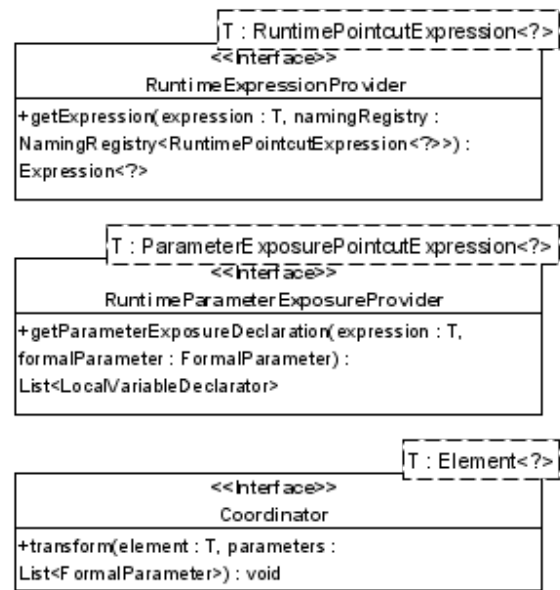 T : RuntimePointcutExpression<?>
<<Interface>>
RuntimeExpressionProvider
+getExpression(expression : T, namingRegistry :
NamingRegistry<RuntimePointcutExpression<?>>) :
Expression<?>
T : ParameterExposurePointcutExpression<?>
<<Interface>>
RuntimeParameterExposureProvider
+getParameterExposureDeclaration(expression : T,
formalParameter : FormalParameter) :
List<LocalVariableDeclarator>
T : Element<?>
<<Interface>>
Coordinator
+transform(element : T, parameters :
List<FormalParameter>) : void